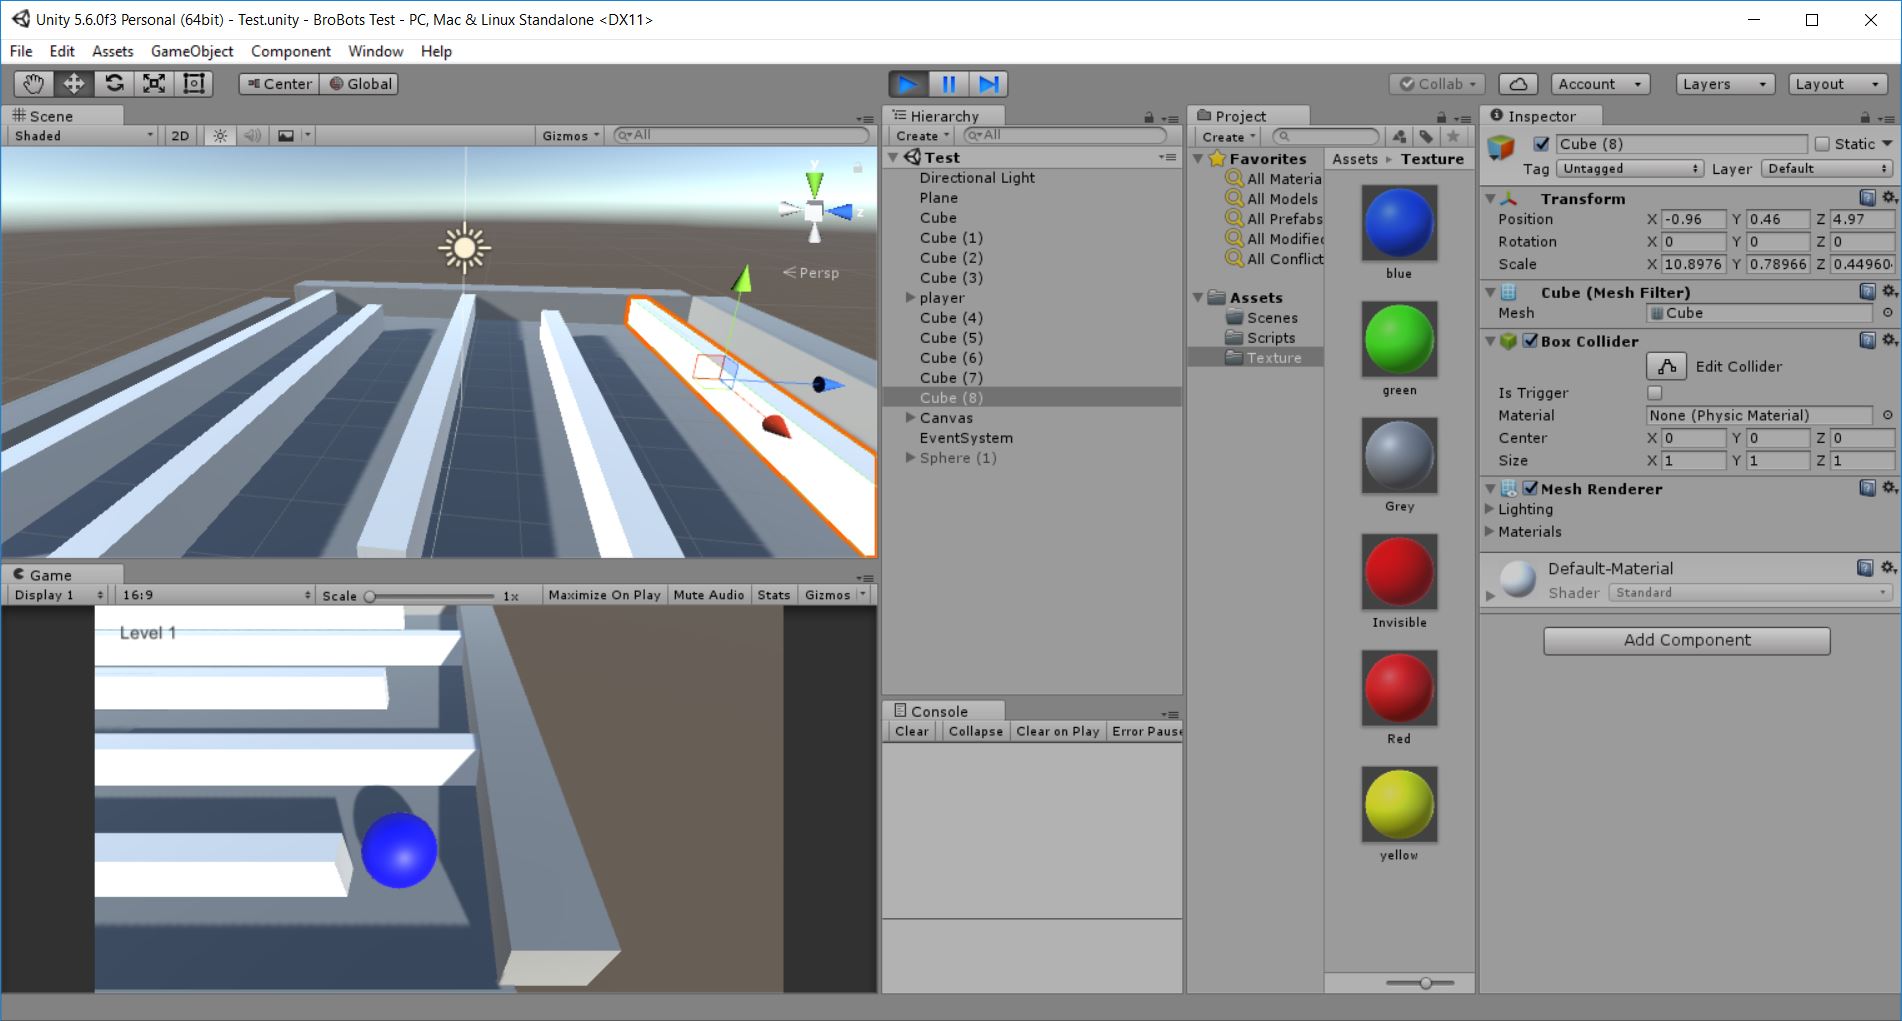 Unity 5.6.0f3 Personal (64bit) - Test.unity - BroBots Test - PC, Mac & Linux Standalone <DX11>
File Edit Assets GameObject Component Window Help
Center Global Collab Account Layers Layout
Scene
Shaded 2D Gizmos All
y
z
Persp
Game
Display 1 16:9 Scale 1x Maximize On Play Mute Audio Stats Gizmos
Level 1
Hierarchy
Create All
Test
Directional Light
Plane
Cube
Cube (1)
Cube (2)
Cube (3)
player
Cube (4)
Cube (5)
Cube (6)
Cube (7)
Cube (8)
Canvas
EventSystem
Sphere (1)
Console
Clear Collapse Clear on Play Error Pause
Project
Create
Favorites
All Materia
All Models
All Prefabs
All Modified
All Conflict
Assets
Scenes
Scripts
Texture
Assets Texture
blue
green
Grey
Invisible
Red
yellow
Inspector
Cube (8) Static
Tag Untagged Layer Default
Transform
Position X -0.96 Y 0.46 Z 4.97
Rotation X 0 Y 0 Z 0
Scale X 10.8976 Y 0.78966 Z 0.44960
Cube (Mesh Filter)
Mesh Cube
Box Collider
Edit Collider
Is Trigger
Material None (Physic Material)
Center X 0 Y 0 Z 0
Size X 1 Y 1 Z 1
Mesh Renderer
Lighting
Materials
Default-Material
Shader Standard
Add Component